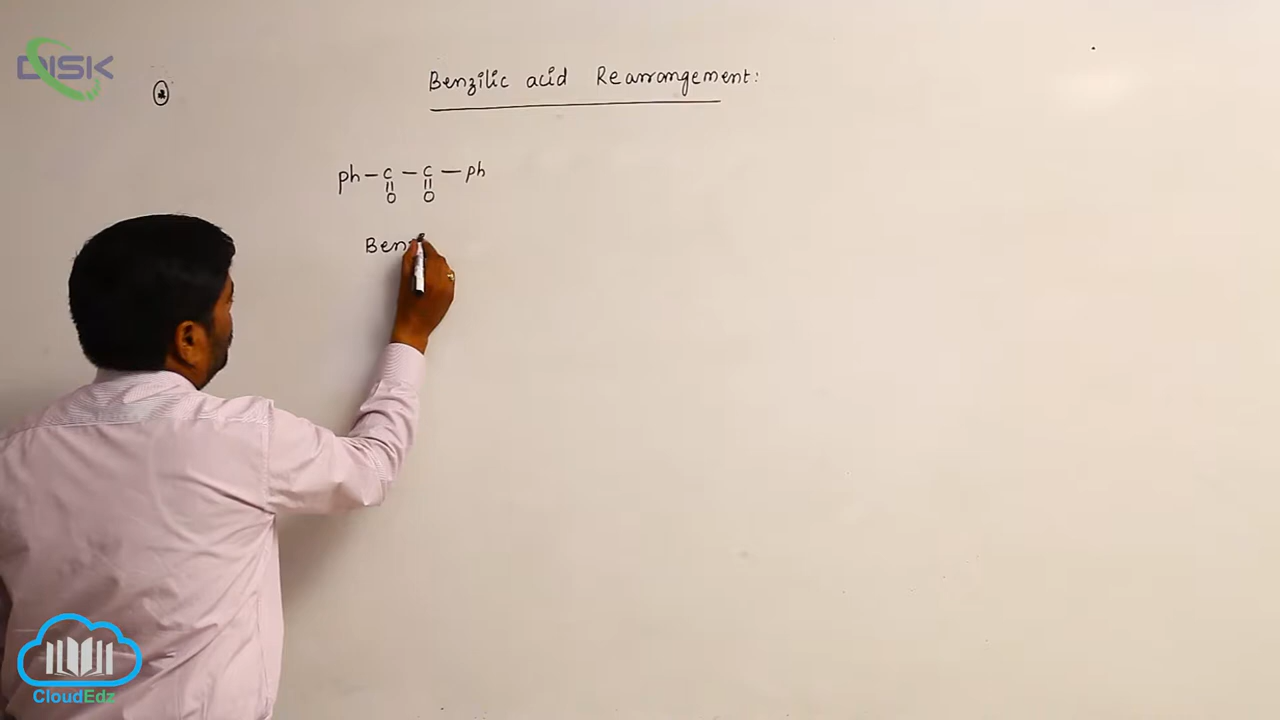 DISK
Benzilic acid Rearrangement:
ph-c-c-ph
O O
Ben
CloudEdz